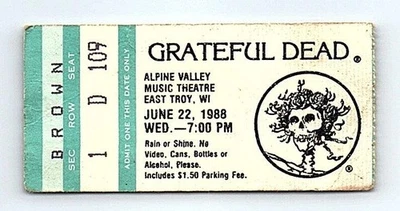 BROWN 1 D 109
SEC ROW SEAT
ADMIT ONE THIS DATE ONLY
GRATEFUL DEAD®
ALPINE VALLEY
MUSIC THEATRE
EAST TROY, WI
JUNE 22, 1988
WED.—7:00 PM
Rain or Shine. No
Video, Cans, Bottles or
Alcohol, Please.
Includes $1.50 Parking Fee.
®